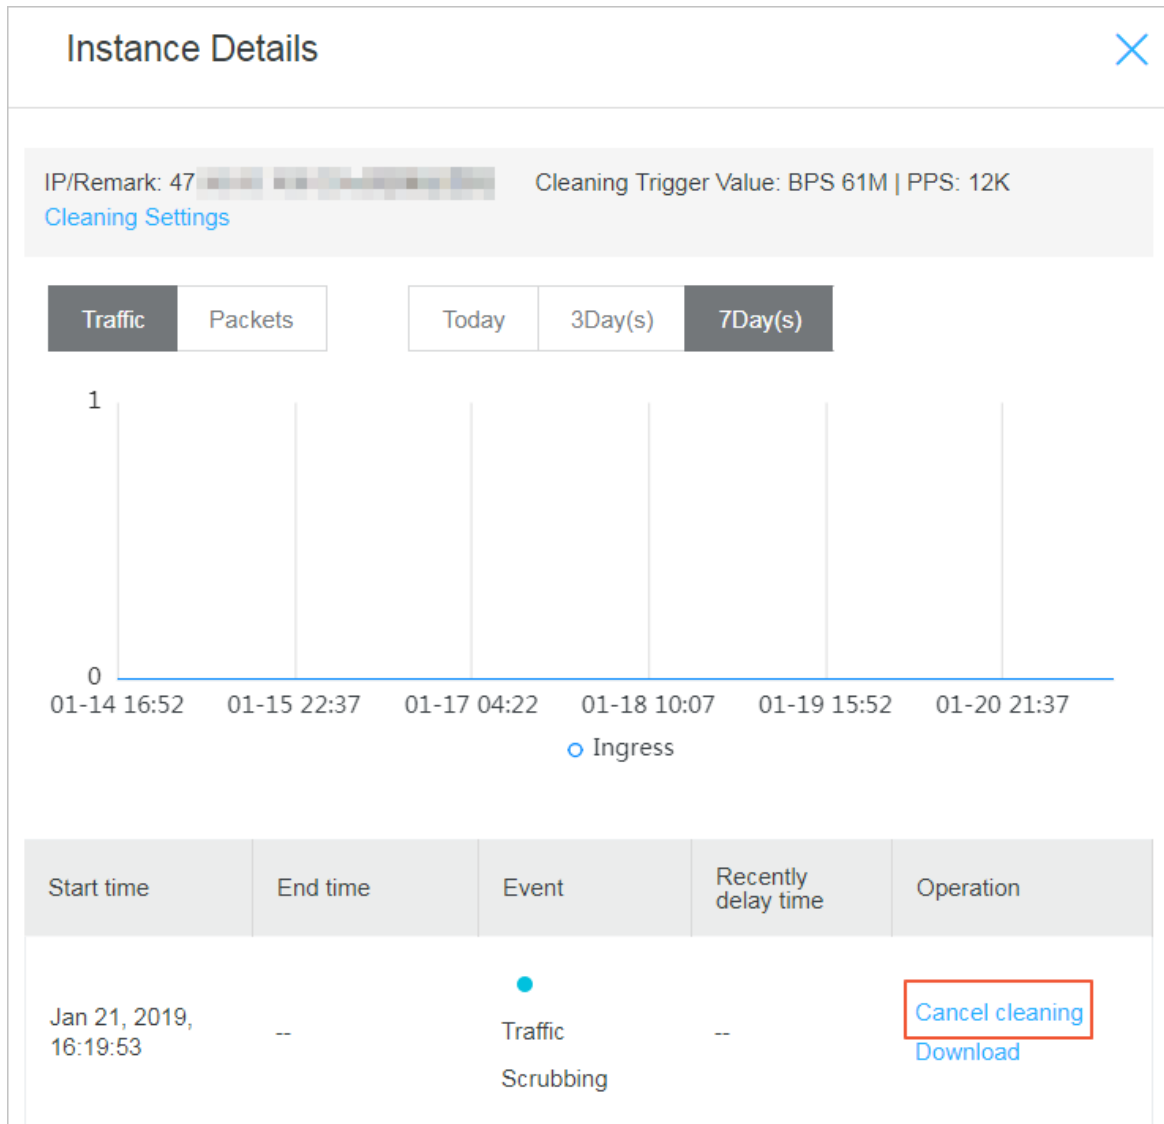 Instance Details
IP/Remark: 47
Cleaning Trigger Value: BPS 61M | PPS: 12K
Cleaning Settings
Traffic
Packets
Today
3Day(s)
7Day(s)
1
0
01-14 16:52
01-15 22:37
01-17 04:22
01-18 10:07
01-19 15:52
01-20 21:37
Ingress
Start time
End time
Event
Recently
delay time
Operation
Jan 21, 2019,
16:19:53
--
Traffic
Scrubbing
--
Cancel cleaning
Download